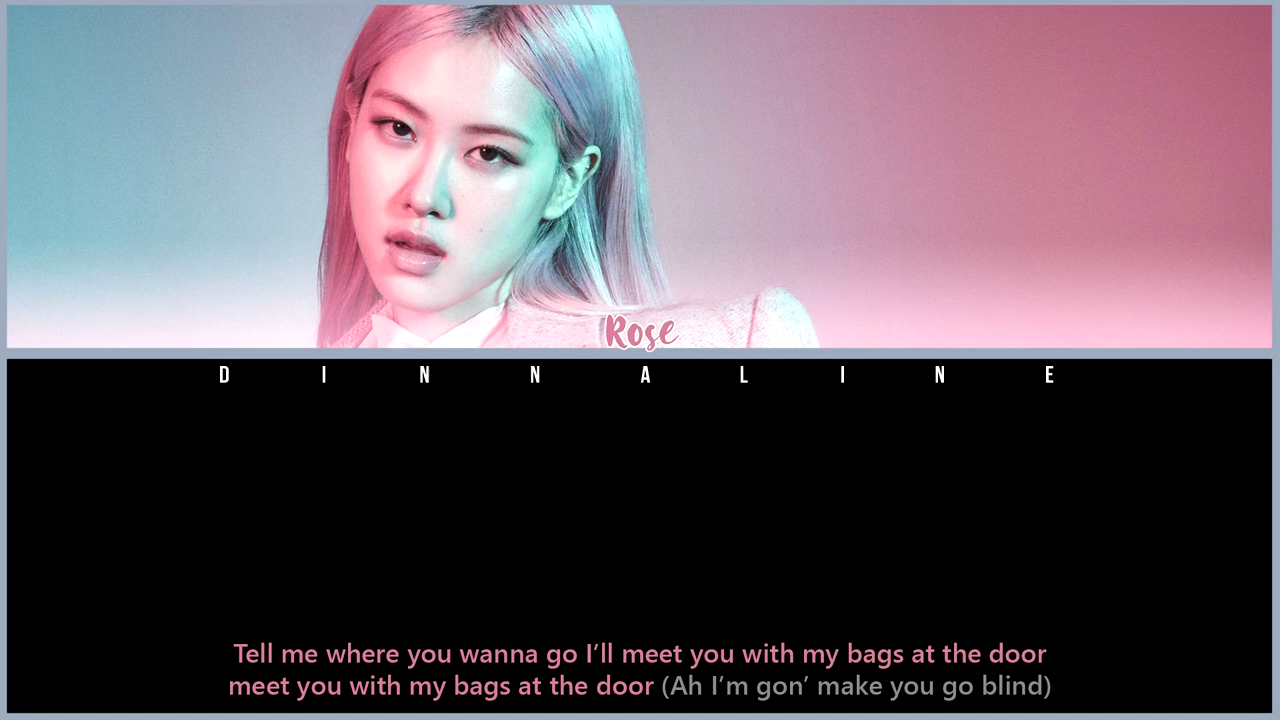 Rose
D I N N A L I N E
Tell me where you wanna go I’ll meet you with my bags at the door
meet you with my bags at the door (Ah I’m gon’ make you go blind)